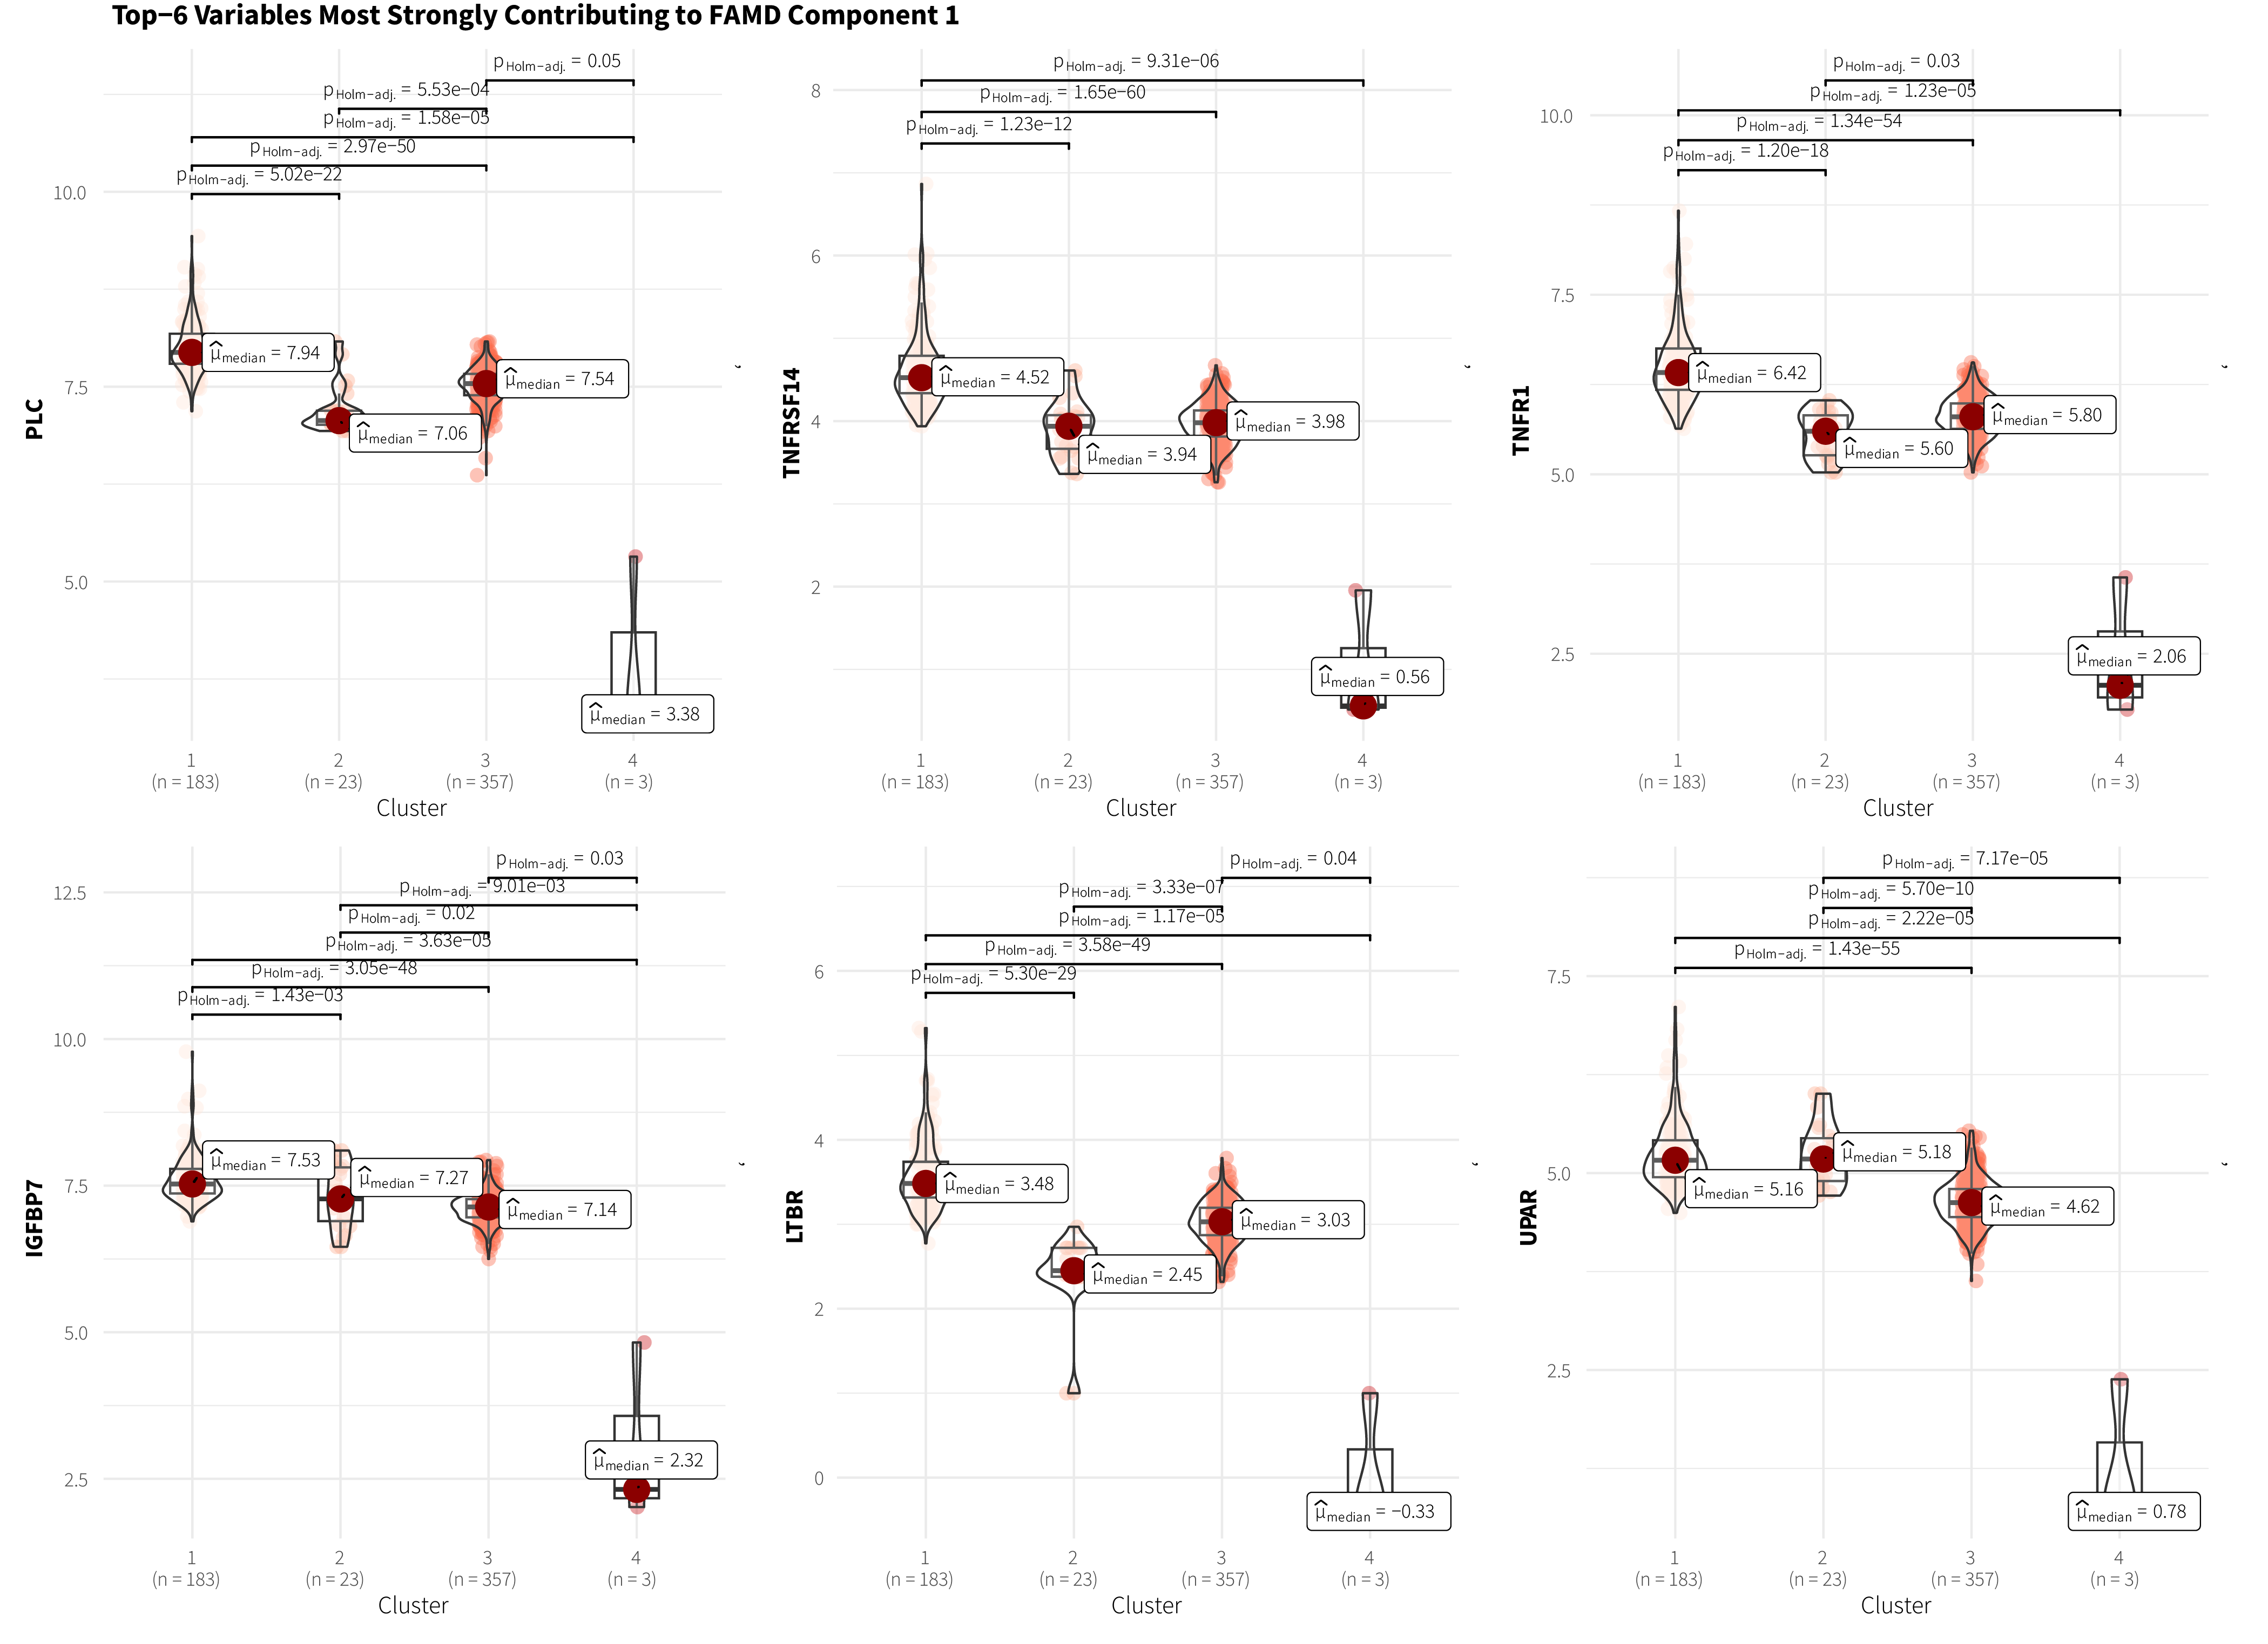 Top−6 Variables Most Strongly Contributing to FAMD Component 1
PLC
pHolm−adj. = 0.05
pHolm−adj. = 5.53e−04
pHolm−adj. = 1.58e−05
pHolm−adj. = 2.97e−50
pHolm−adj. = 5.02e−22
10.0
7.5
5.0
μ̂median = 7.94
μ̂median = 7.06
μ̂median = 7.54
μ̂median = 3.38
1 2 3 4
(n = 183) (n = 23) (n = 357) (n = 3)
Cluster
TNFRSF14
pHolm−adj. = 9.31e−06
pHolm−adj. = 1.65e−60
pHolm−adj. = 1.23e−12
8
6
4
2
μ̂median = 4.52
μ̂median = 3.94
μ̂median = 3.98
μ̂median = 0.56
1 2 3 4
(n = 183) (n = 23) (n = 357) (n = 3)
Cluster
TNFR1
pHolm−adj. = 0.03
pHolm−adj. = 1.23e−05
pHolm−adj. = 1.34e−54
pHolm−adj. = 1.20e−18
10.0
7.5
5.0
2.5
μ̂median = 6.42
μ̂median = 5.60
μ̂median = 5.80
μ̂median = 2.06
1 2 3 4
(n = 183) (n = 23) (n = 357) (n = 3)
Cluster
IGFBP7
pHolm−adj. = 0.03
pHolm−adj. = 9.01e−03
pHolm−adj. = 0.02
pHolm−adj. = 3.63e−05
pHolm−adj. = 3.05e−48
pHolm−adj. = 1.43e−03
12.5
10.0
7.5
5.0
2.5
μ̂median = 7.53
μ̂median = 7.27
μ̂median = 7.14
μ̂median = 2.32
1 2 3 4
(n = 183) (n = 23) (n = 357) (n = 3)
Cluster
LTBR
pHolm−adj. = 0.04
pHolm−adj. = 3.33e−07
pHolm−adj. = 1.17e−05
pHolm−adj. = 3.58e−49
pHolm−adj. = 5.30e−29
6
4
2
0
μ̂median = 3.48
μ̂median = 2.45
μ̂median = 3.03
μ̂median = −0.33
1 2 3 4
(n = 183) (n = 23) (n = 357) (n = 3)
Cluster
UPAR
pHolm−adj. = 7.17e−05
pHolm−adj. = 5.70e−10
pHolm−adj. = 2.22e−05
pHolm−adj. = 1.43e−55
7.5
5.0
2.5
μ̂median = 5.16
μ̂median = 5.18
μ̂median = 4.62
μ̂median = 0.78
1 2 3 4
(n = 183) (n = 23) (n = 357) (n = 3)
Cluster